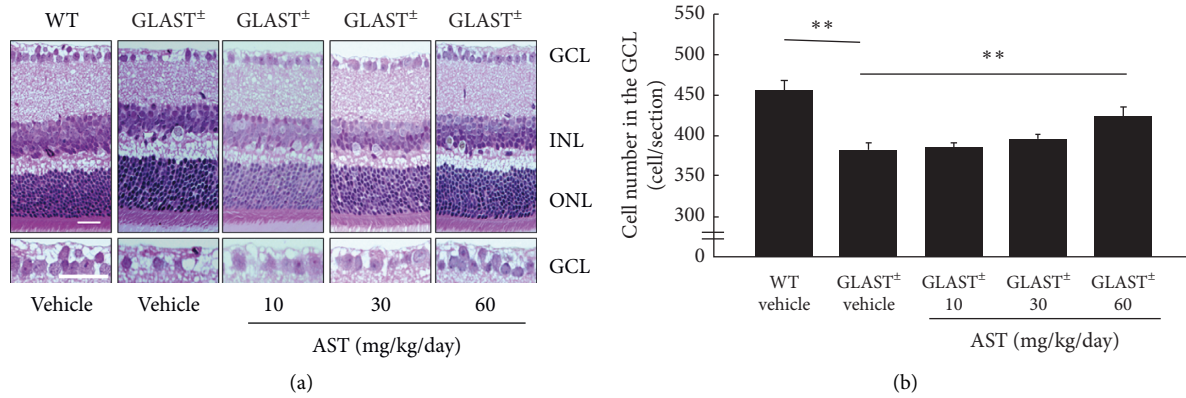 WT GLAST± GLAST± GLAST± GLAST±
GCL
INL
ONL
GCL
Vehicle Vehicle 10 30 60
AST (mg/kg/day)
(a)
Cell number in the GCL
(cell/section)
550
500
450
400
350
300
0
** **
WT GLAST± GLAST± GLAST± GLAST±
vehicle vehicle 10 30 60
AST (mg/kg/day)
(b)